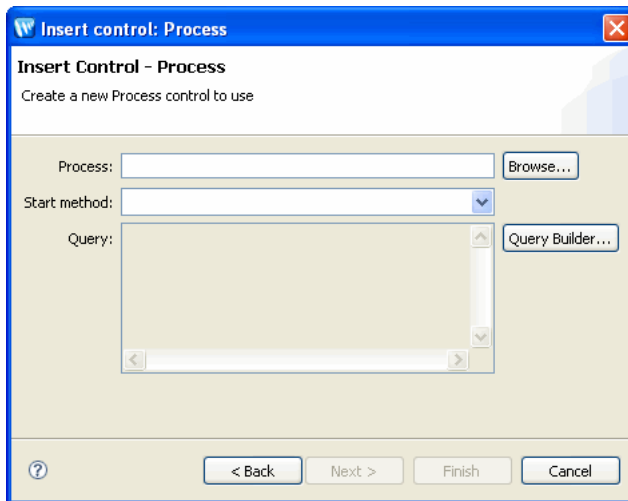 Insert control: Process
Insert Control - Process
Create a new Process control to use
Process: Browse...
Start method:
Query: Query Builder...
< Back Next > Finish Cancel